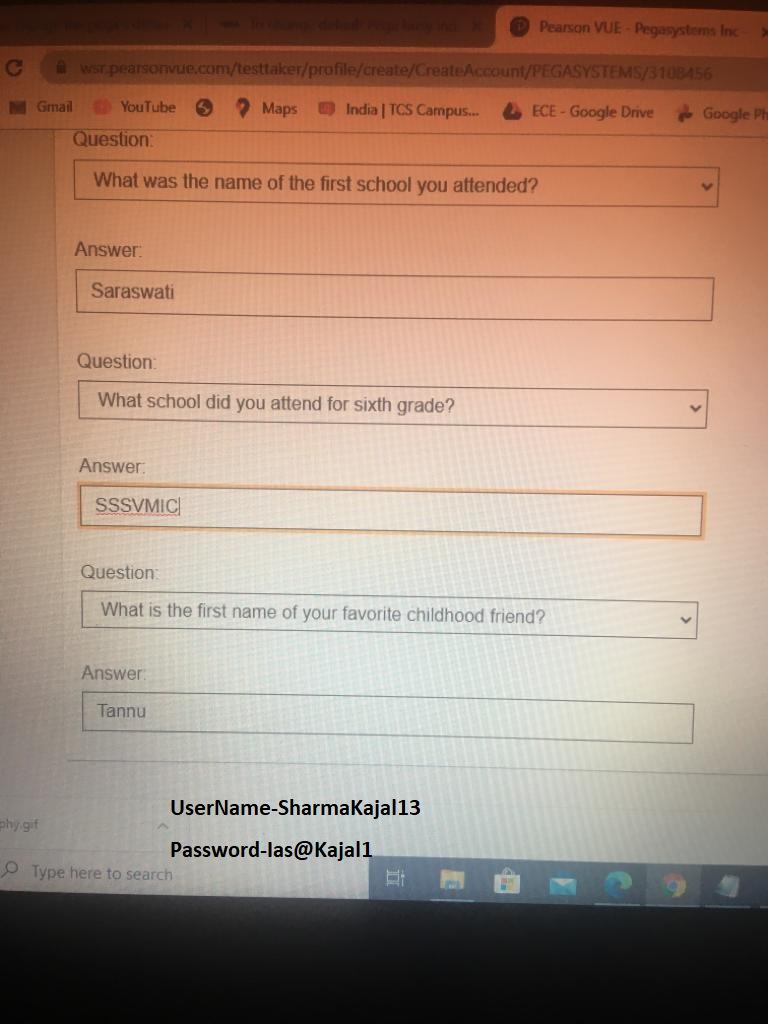 Pearson VUE - Pegasystems Inc
wsr.pearsonvue.com/testtaker/profile/create/CreateAccount/PEGASYSTEMS/3108456
Gmail YouTube Maps India | TCS Campus... ECE - Google Drive Google Ph
Question:
What was the name of the first school you attended?
Answer:
Saraswati
Question:
What school did you attend for sixth grade?
Answer:
SSSVMIC
Question:
What is the first name of your favorite childhood friend?
Answer:
Tannu
UserName-SharmaKajal13
phy.gif
Password-Ias@Kajal1
Type here to search